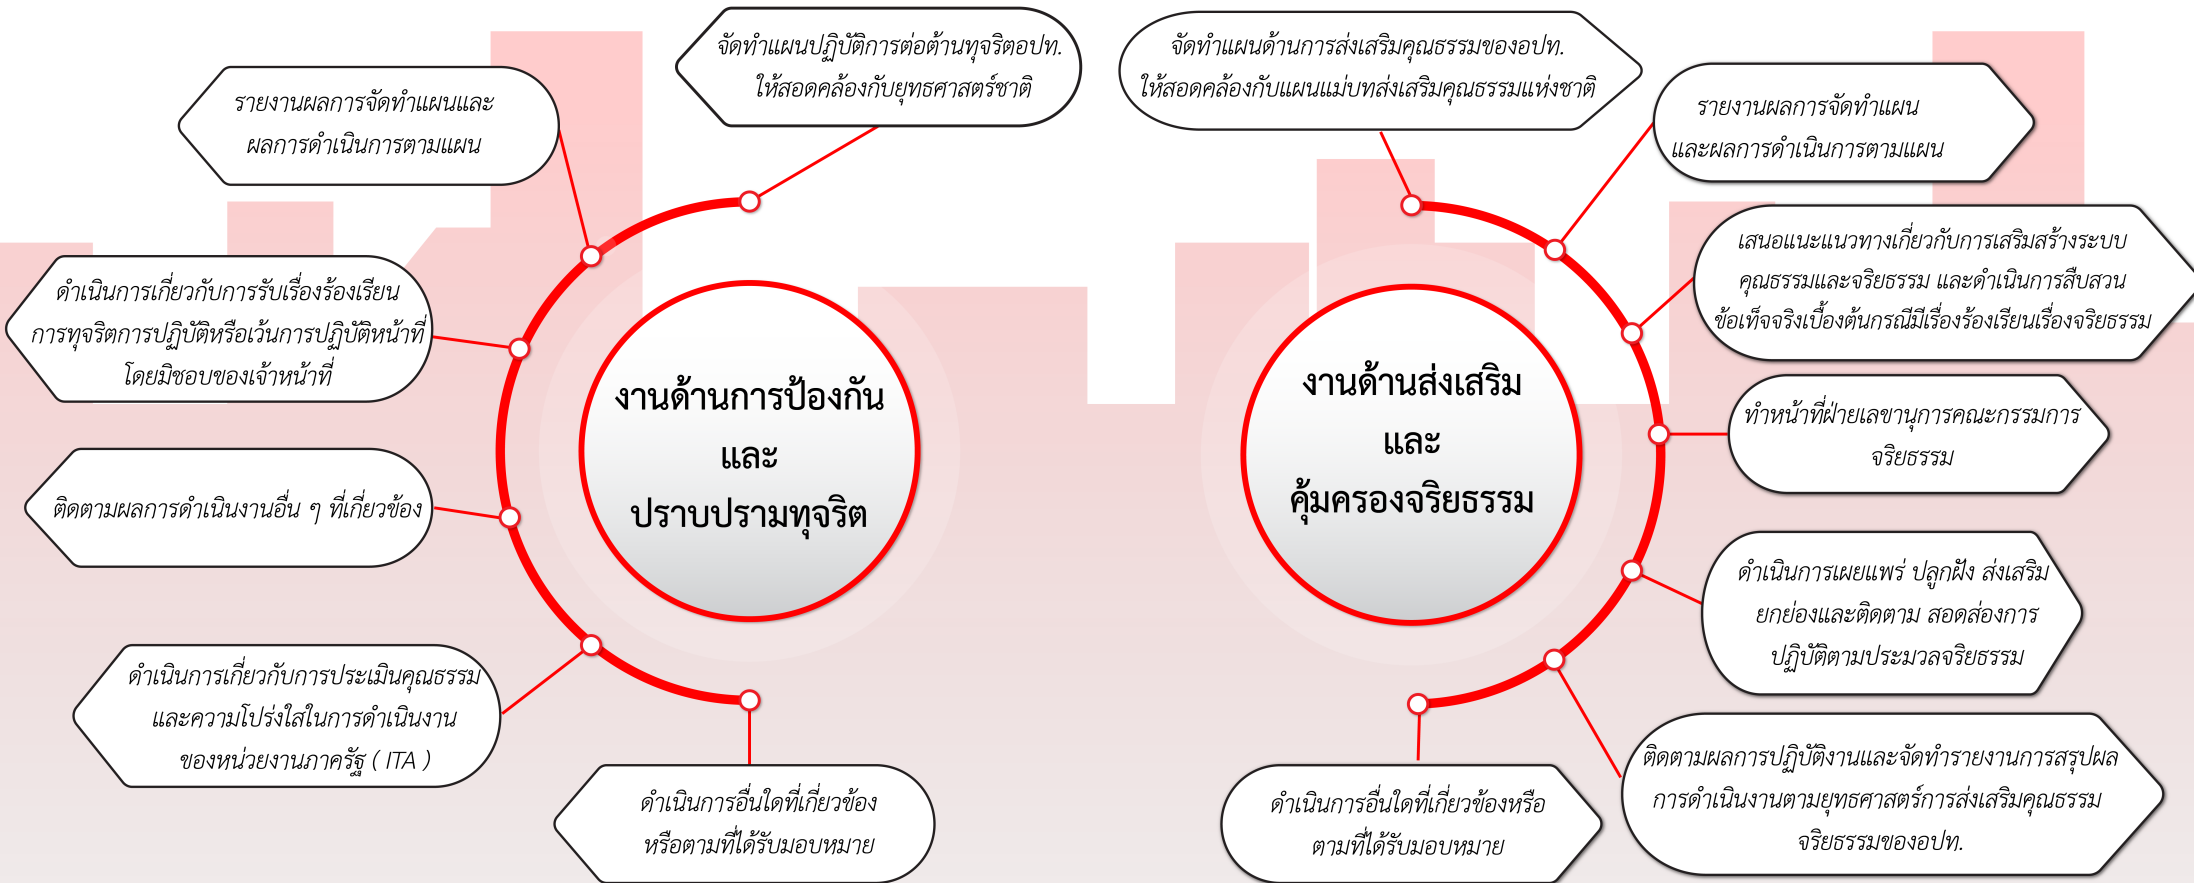 จัดทำแผนปฏิบัติการต่อต้านทุจริตอปท.
ให้สอดคล้องกับยุทธศาสตร์ชาติ
รายงานผลการจัดทำแผนและ
ผลการดำเนินการตามแผน
ดำเนินการเกี่ยวกับการรับเรื่องร้องเรียน
การทุจริตการปฏิบัติหรือเว้นการปฏิบัติหน้าที่
โดยมิชอบของเจ้าหน้าที่
ติดตามผลการดำเนินงานอื่น ๆ ที่เกี่ยวข้อง
ดำเนินการเกี่ยวกับการประเมินคุณธรรม
และความโปร่งใสในการดำเนินงาน
ของหน่วยงานภาครัฐ ( ITA )
ดำเนินการอื่นใดที่เกี่ยวข้อง
หรือตามที่ได้รับมอบหมาย
งานด้านการป้องกัน
และ
ปราบปรามทุจริต
จัดทำแผนด้านการส่งเสริมคุณธรรมของอปท.
ให้สอดคล้องกับแผนแม่บทส่งเสริมคุณธรรมแห่งชาติ
รายงานผลการจัดทำแผน
และผลการดำเนินการตามแผน
เสนอแนะแนวทางเกี่ยวกับการเสริมสร้างระบบ
คุณธรรมและจริยธรรม และดำเนินการสืบสวน
ข้อเท็จจริงเบื้องต้นกรณีมีเรื่องร้องเรียนเรื่องจริยธรรม
ทำหน้าที่ฝ่ายเลขานุการคณะกรรมการ
จริยธรรม
ดำเนินการเผยแพร่ ปลูกฝัง ส่งเสริม
ยกย่องและติดตาม สอดส่องการ
ปฏิบัติตามประมวลจริยธรรม
ติดตามผลการปฏิบัติงานและจัดทำรายงานการสรุปผล
การดำเนินงานตามยุทธศาสตร์การส่งเสริมคุณธรรม
จริยธรรมของอปท.
ดำเนินการอื่นใดที่เกี่ยวข้องหรือ
ตามที่ได้รับมอบหมาย
งานด้านส่งเสริม
และ
คุ้มครองจริยธรรม